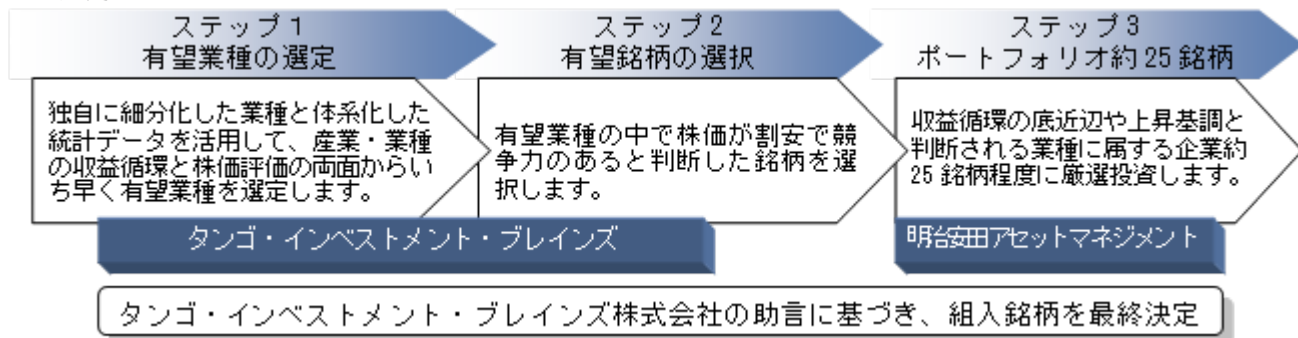 ステップ1
有望業種の選定
ステップ2
有望銘柄の選択
ステップ3
ポートフォリオ約25銘柄
独自に細分化した業種と体系化した
統計データを活用して、産業・業種
の収益循環と株価評価の両面からい
ち早く有望業種を選定します。
有望業種の中で株価が割安で競
争力のあると判断した銘柄を選
択します。
収益循環の底近辺や上昇基調と
判断される業種に属する企業約
25銘柄程度に厳選投資します。
タンゴ・インベストメント・ブレインズ
明治安田アセットマネジメント
タンゴ・インベストメント・ブレインズ株式会社の助言に基づき、組入銘柄を最終決定